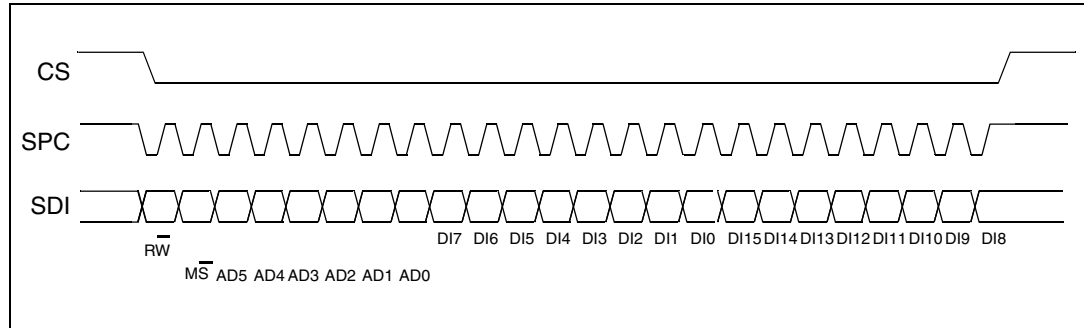 CS
SPC
SDI
DI7 DI6 DI5 DI4 DI3 DI2 DI1 DI0 DI15 DI14 DI13 DI12 DI11 DI10 DI9 DI8
RW̅
MS̅ AD5 AD4 AD3 AD2 AD1 AD0